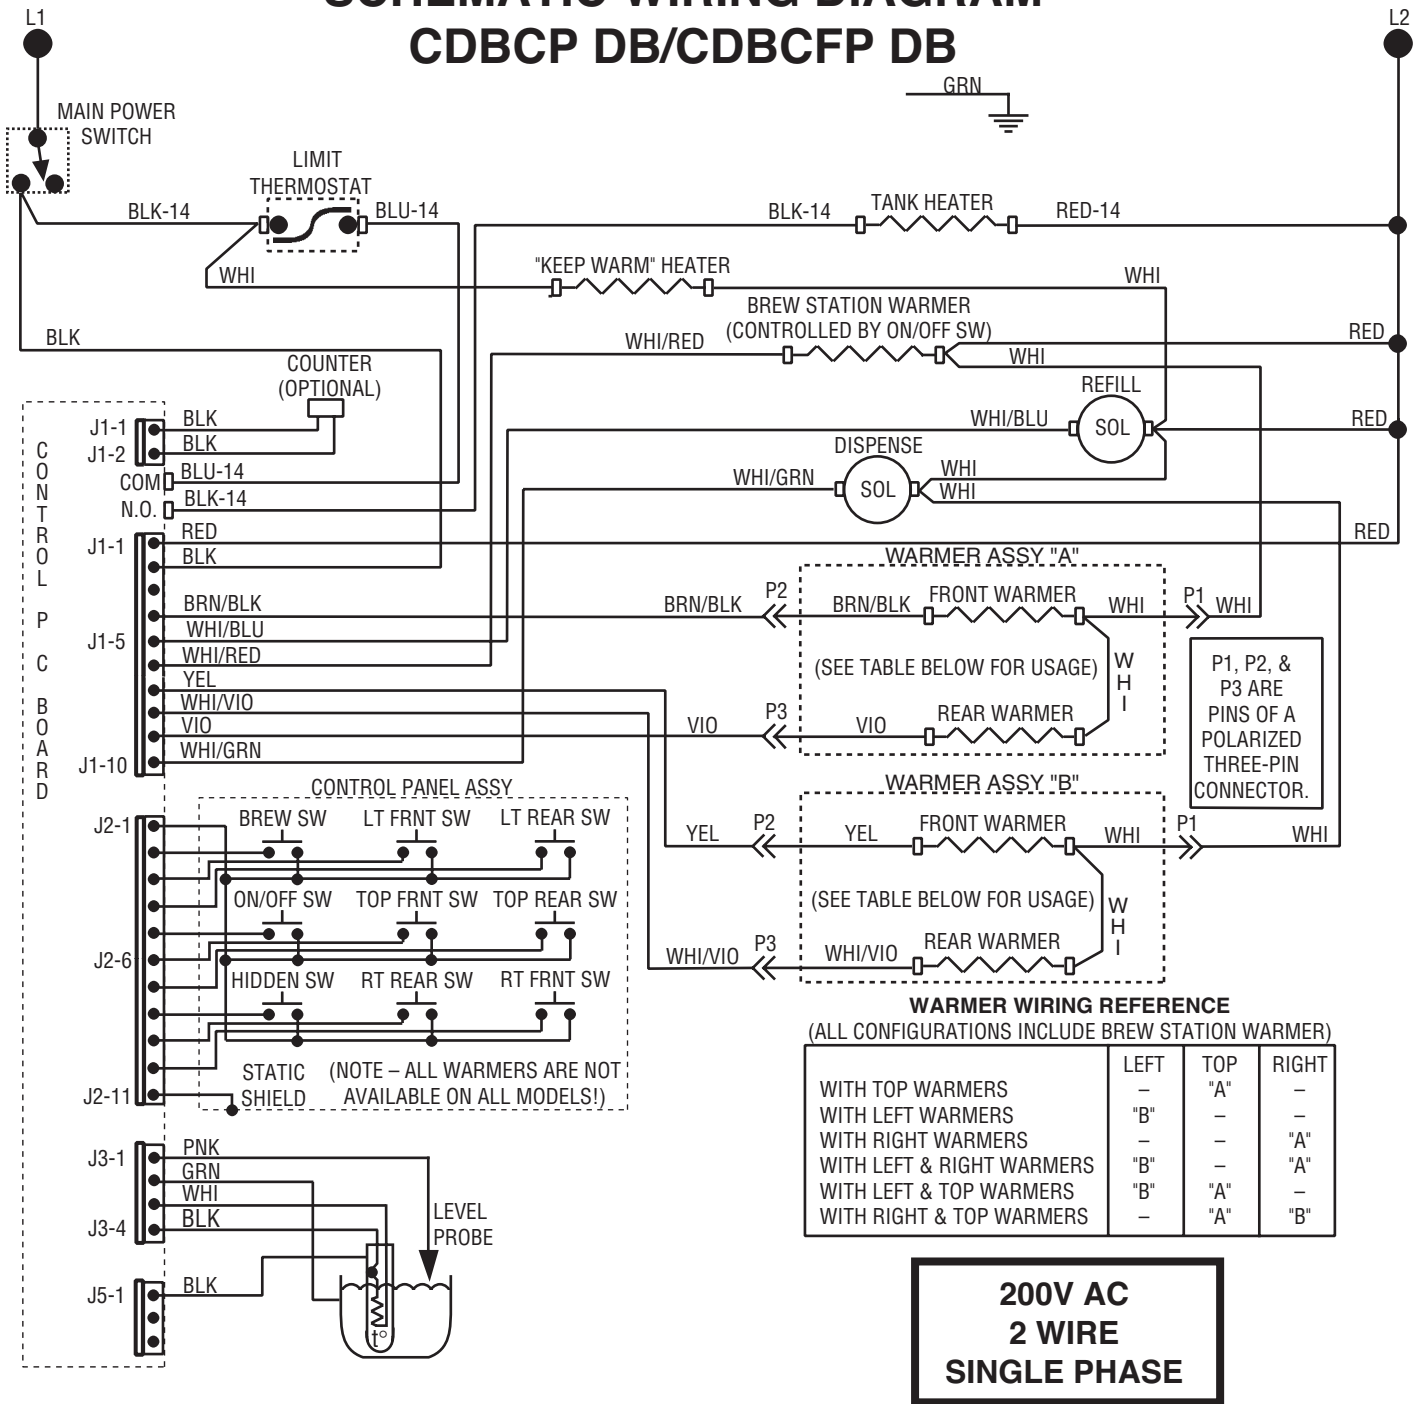 SCHEMATIC WIRING DIAGRAM
CDBCP DB/CDBCFP DB
L1
L2
GRN
MAIN POWER
SWITCH
LIMIT
THERMOSTAT
BLK-14
BLU-14
BLK-14
TANK HEATER
RED-14
WHI
"KEEP WARM" HEATER
WHI
BREW STATION WARMER
(CONTROLLED BY ON/OFF SW)
WHI/RED
WHI
RED
BLK
COUNTER
(OPTIONAL)
REFILL
WHI/BLU
SOL
RED
DISPENSE
WHI/GRN
SOL
WHI
WHI
CONTROL PC BOARD
J1-1
BLK
J1-2
BLK
COM
BLU-14
N.O.
BLK-14
RED
RED
J1-1
BLK
BRN/BLK
J1-5
WHI/BLU
WHI/RED
YEL
WHI/VIO
VIO
WHI/GRN
J1-10
WARMER ASSY "A"
BRN/BLK
P2
BRN/BLK
FRONT WARMER
WHI
P1
WHI
(SEE TABLE BELOW FOR USAGE)
WHI
VIO
P3
VIO
REAR WARMER
P1, P2, &
P3 ARE
PINS OF A
POLARIZED
THREE-PIN
CONNECTOR.
WARMER ASSY "B"
YEL
P2
YEL
FRONT WARMER
WHI
P1
WHI
(SEE TABLE BELOW FOR USAGE)
WHI
WHI/VIO
P3
WHI/VIO
REAR WARMER
CONTROL PANEL ASSY
J2-1
BREW SW
LT FRNT SW
LT REAR SW
ON/OFF SW
TOP FRNT SW
TOP REAR SW
J2-6
HIDDEN SW
RT REAR SW
RT FRNT SW
STATIC
SHIELD
(NOTE – ALL WARMERS ARE NOT
AVAILABLE ON ALL MODELS!)
J2-11
WARMER WIRING REFERENCE
(ALL CONFIGURATIONS INCLUDE BREW STATION WARMER)
LEFT TOP RIGHT
WITH TOP WARMERS – "A" –
WITH LEFT WARMERS "B" – –
WITH RIGHT WARMERS – – "A"
WITH LEFT & RIGHT WARMERS "B" – "A"
WITH LEFT & TOP WARMERS "B" "A" –
WITH RIGHT & TOP WARMERS – "A" "B"
J3-1
PNK
GRN
WHI
J3-4
BLK
LEVEL
PROBE
J5-1
BLK
t°
200V AC
2 WIRE
SINGLE PHASE